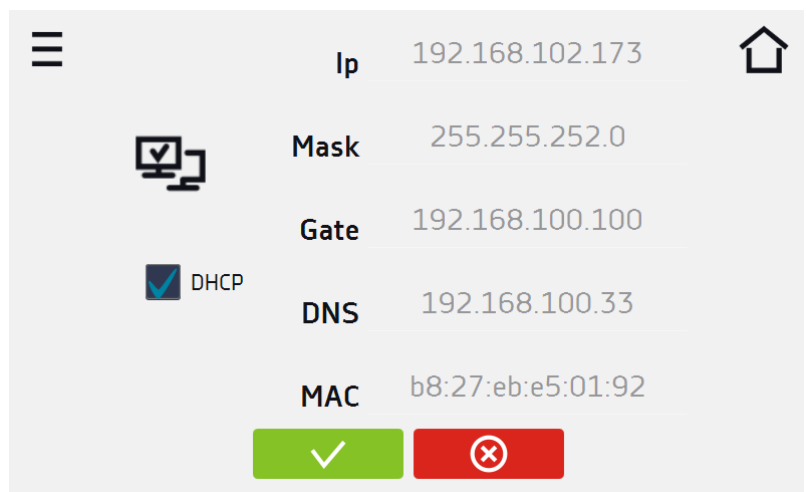 Ip 192.168.102.173
Mask 255.255.252.0
Gate 192.168.100.100
DHCP
DNS 192.168.100.33
MAC b8:27:eb:e5:01:92